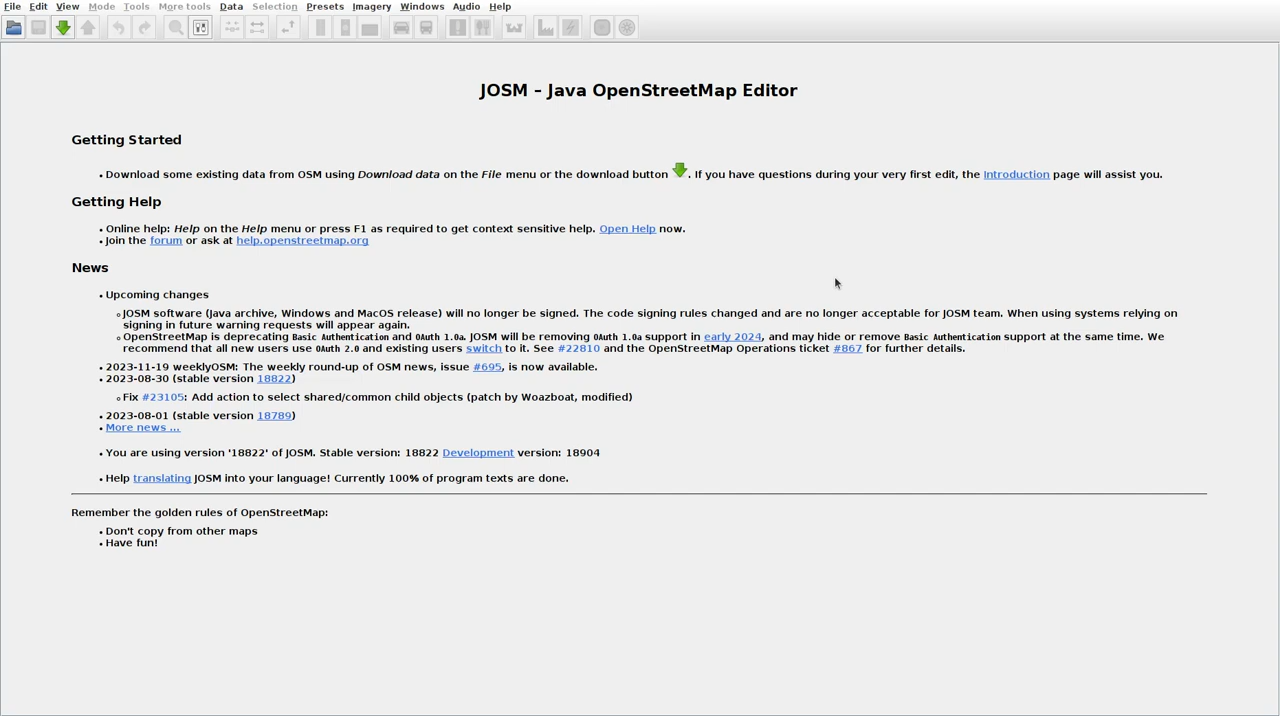 File Edit View Mode Tools More tools Data Selection Presets Imagery Windows Audio Help
JOSM – Java OpenStreetMap Editor
Getting Started
• Download some existing data from OSM using Download data on the File menu or the download button . If you have questions during your very first edit, the Introduction page will assist you.
Getting Help
• Online help: Help on the Help menu or press F1 as required to get context sensitive help. Open Help now.
• Join the forum or ask at help.openstreetmap.org
News
• Upcoming changes
◦ JOSM software (Java archive, Windows and MacOS release) will no longer be signed. The code signing rules changed and are no longer acceptable for JOSM team. When using systems relying on
signing in future warning requests will appear again.
◦ OpenStreetMap is deprecating Basic Authentication and OAuth 1.0a. JOSM will be removing OAuth 1.0a support in early 2024, and may hide or remove Basic Authentication support at the same time. We
recommend that all new users use OAuth 2.0 and existing users switch to it. See #22810 and the OpenStreetMap Operations ticket #867 for further details.
• 2023-11-19 weeklyOSM: The weekly round-up of OSM news, issue #695, is now available.
• 2023-08-30 (stable version 18822)
◦ Fix #23105: Add action to select shared/common child objects (patch by Woazboat, modified)
• 2023-08-01 (stable version 18789)
• More news ...
• You are using version '18822' of JOSM. Stable version: 18822 Development version: 18904
• Help translating JOSM into your language! Currently 100% of program texts are done.
Remember the golden rules of OpenStreetMap:
• Don't copy from other maps
• Have fun!